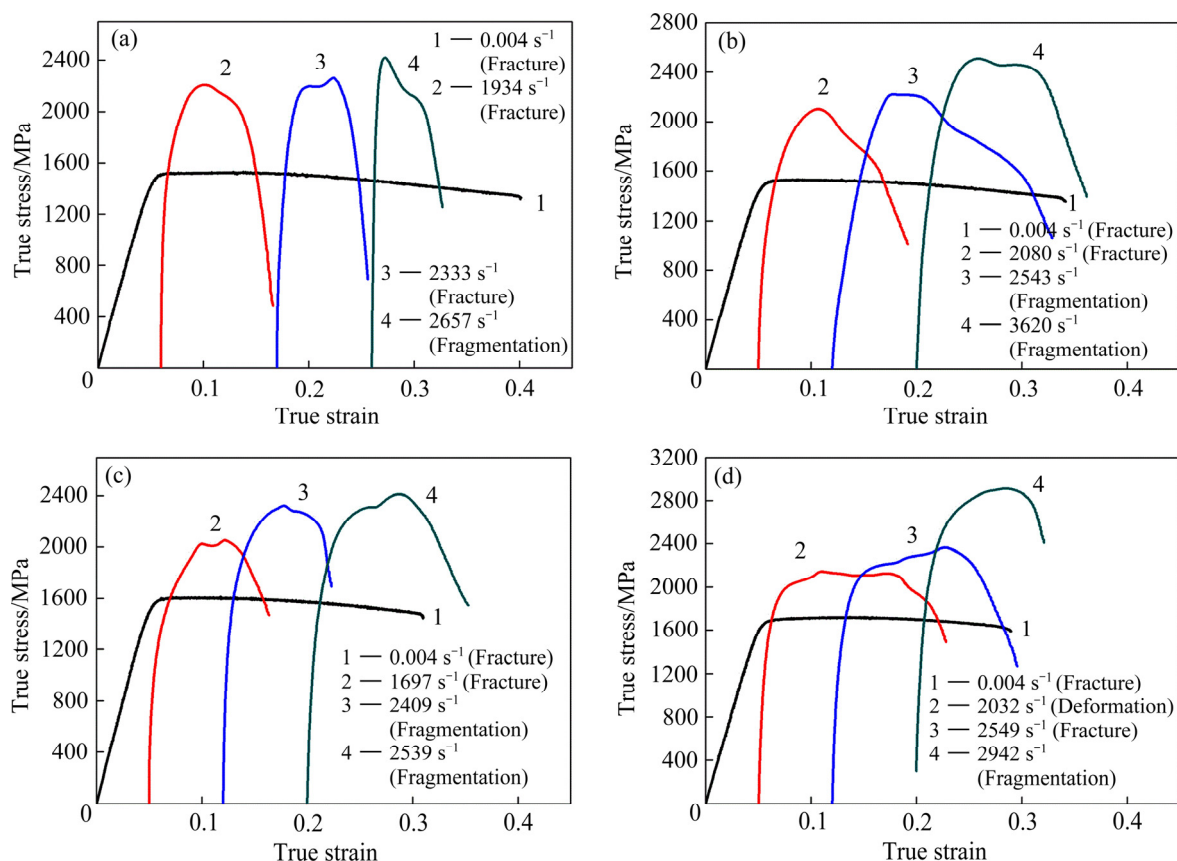 (a)
1 — 0.004 s⁻¹
(Fracture)
2 — 1934 s⁻¹
(Fracture)
3 — 2333 s⁻¹
(Fracture)
4 — 2657 s⁻¹
(Fragmentation)
2
3
4
1
2400
2000
1600
1200
800
400
0
0.1
0.2
0.3
0.4
True stress/MPa
True strain
(b)
2
3
4
1
1 — 0.004 s⁻¹ (Fracture)
2 — 2080 s⁻¹ (Fracture)
3 — 2543 s⁻¹
(Fragmentation)
4 — 3620 s⁻¹
(Fragmentation)
2800
2400
2000
1600
1200
800
400
0
0.1
0.2
0.3
0.4
True stress/MPa
True strain
(c)
2
3
4
1
1 — 0.004 s⁻¹ (Fracture)
2 — 1697 s⁻¹ (Fracture)
3 — 2409 s⁻¹
(Fragmentation)
4 — 2539 s⁻¹
(Fragmentation)
2400
2000
1600
1200
800
400
0
0.1
0.2
0.3
0.4
True stress/MPa
True strain
(d)
2
3
4
1
1 — 0.004 s⁻¹ (Fracture)
2 — 2032 s⁻¹ (Deformation)
3 — 2549 s⁻¹ (Fracture)
4 — 2942 s⁻¹
(Fragmentation)
3200
2800
2400
2000
1600
1200
800
400
0
0.1
0.2
0.3
0.4
True stress/MPa
True strain